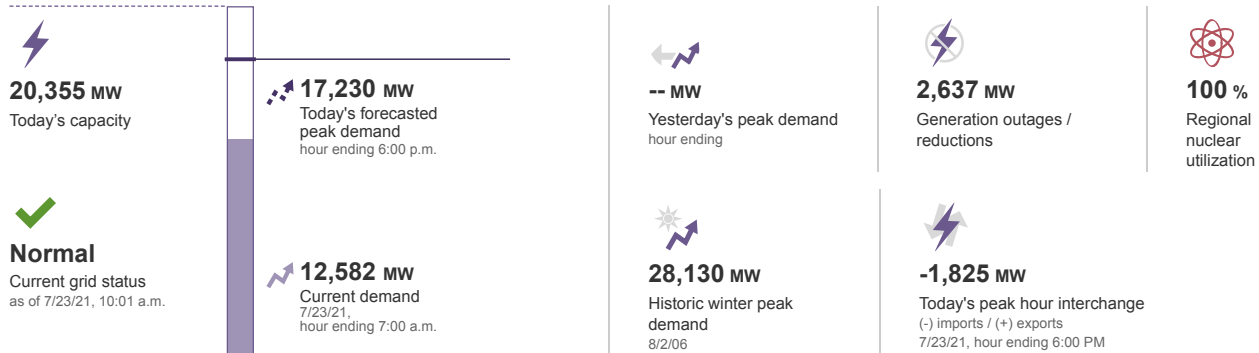 20,355 MW
Today's capacity
Normal
Current grid status
as of 7/23/21, 10:01 a.m.
17,230 MW
Today's forecasted
peak demand
hour ending 6:00 p.m.
12,582 MW
Current demand
7/23/21,
hour ending 7:00 a.m.
-- MW
Yesterday's peak demand
hour ending
2,637 MW
Generation outages /
reductions
100 %
Regional
nuclear
utilization
28,130 MW
Historic winter peak
demand
8/2/06
-1,825 MW
Today's peak hour interchange
(-) imports / (+) exports
7/23/21, hour ending 6:00 PM